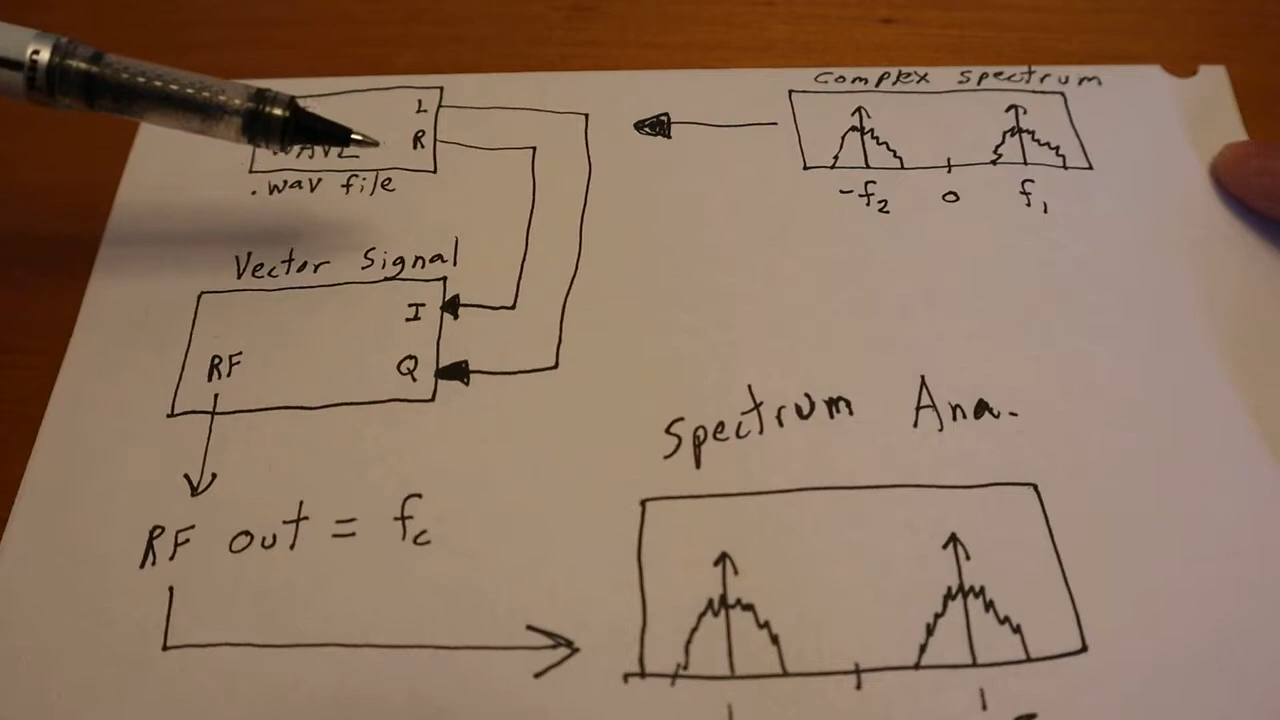 L
R
.wav file
Complex Spectrum
-f₂ 0 f₁
Vector Signal
I
RF Q
Spectrum Ana.
RF out = fc